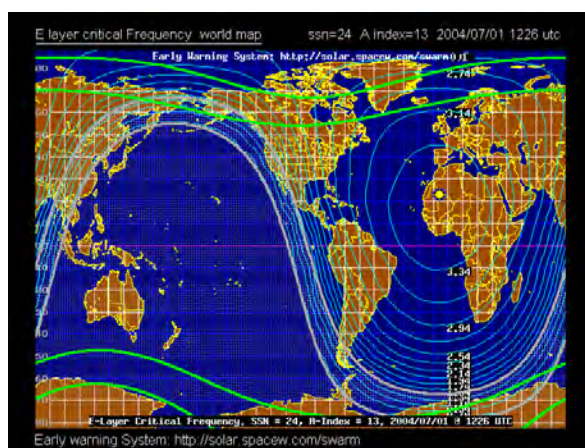 E layer critical Frequency world map    ssn=24  A index=13  2004/07/01 1226 utc
Early Warning System: http://solar.spacew.com/swarm
2.74
3.14
3.34
2.94
2.54
E-Layer Critical Frequency, SSN = 24, A-Index = 13, 2004/07/01 @ 1226 UTC
Early warning System: http://solar.spacew.com/swarm